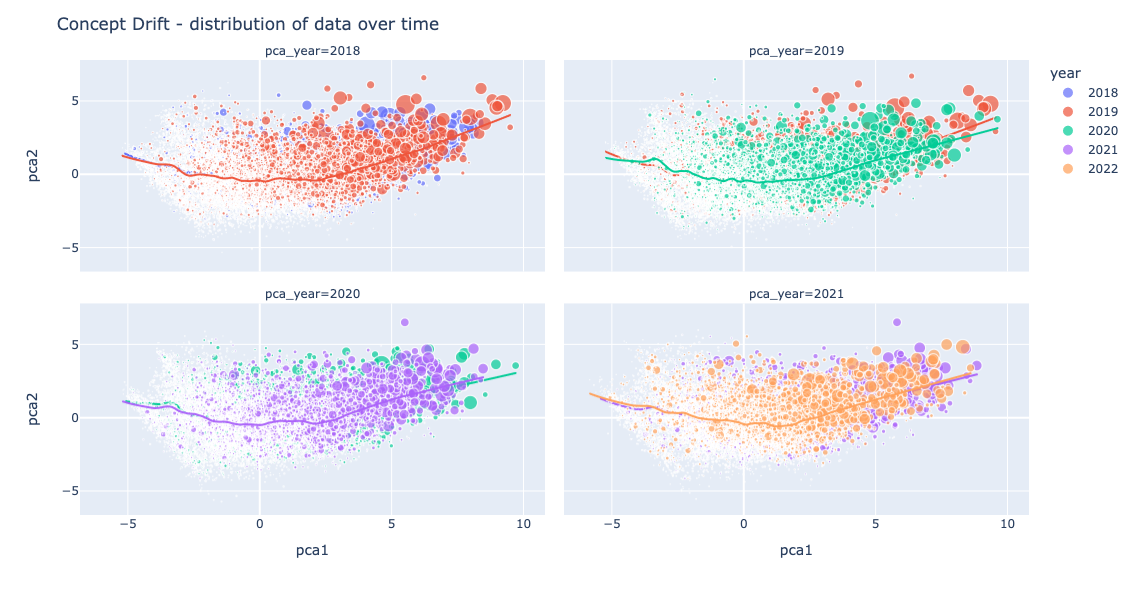 Concept Drift - distribution of data over time
pca_year=2018
pca_year=2019
year
2018
2019
2020
2021
2022
5
0
−5
pca2
pca_year=2020
pca_year=2021
5
0
−5
pca2
−5
0
5
10
−5
0
5
10
pca1
pca1